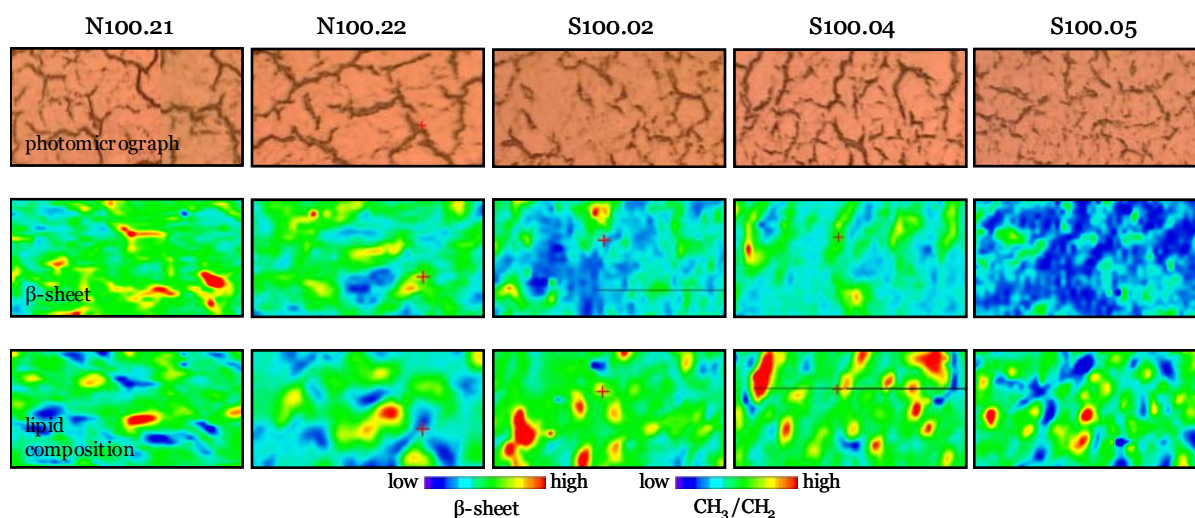 N100.21 N100.22 S100.02 S100.04 S100.05
photomicrograph
β-sheet
lipid
composition
low high low high
β-sheet CH₃/CH₂